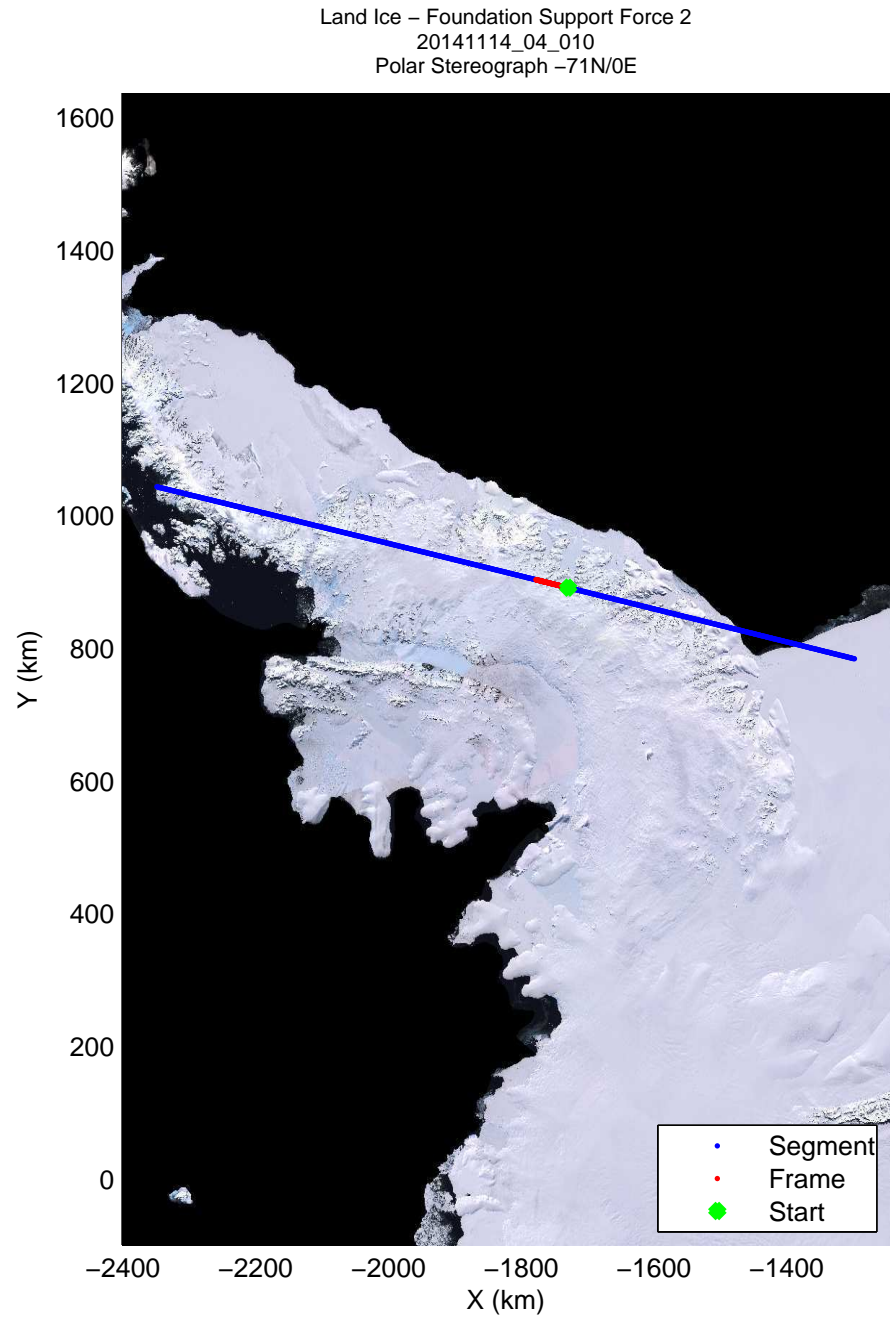 Land Ice − Foundation Support Force 2
20141114_04_010
Polar Stereograph −71N/0E
1600
1400
1200
1000
800
600
400
200
0
Y (km)
−2400 −2200 −2000 −1800 −1600 −1400
X (km)
Segment
Frame
Start